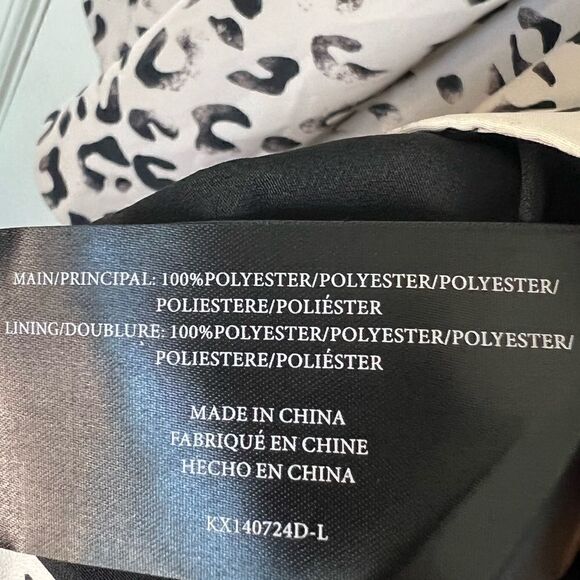 MAIN/PRINCIPAL: 100%POLYESTER/POLYESTER/POLYESTER/
POLIESTERE/POLIÉSTER
LINING/DOUBLURE: 100%POLYESTER/POLYESTER/POLYESTER/
POLIESTERE/POLIÉSTER
MADE IN CHINA
FABRIQUÉ EN CHINE
HECHO EN CHINA
KX140724D-L